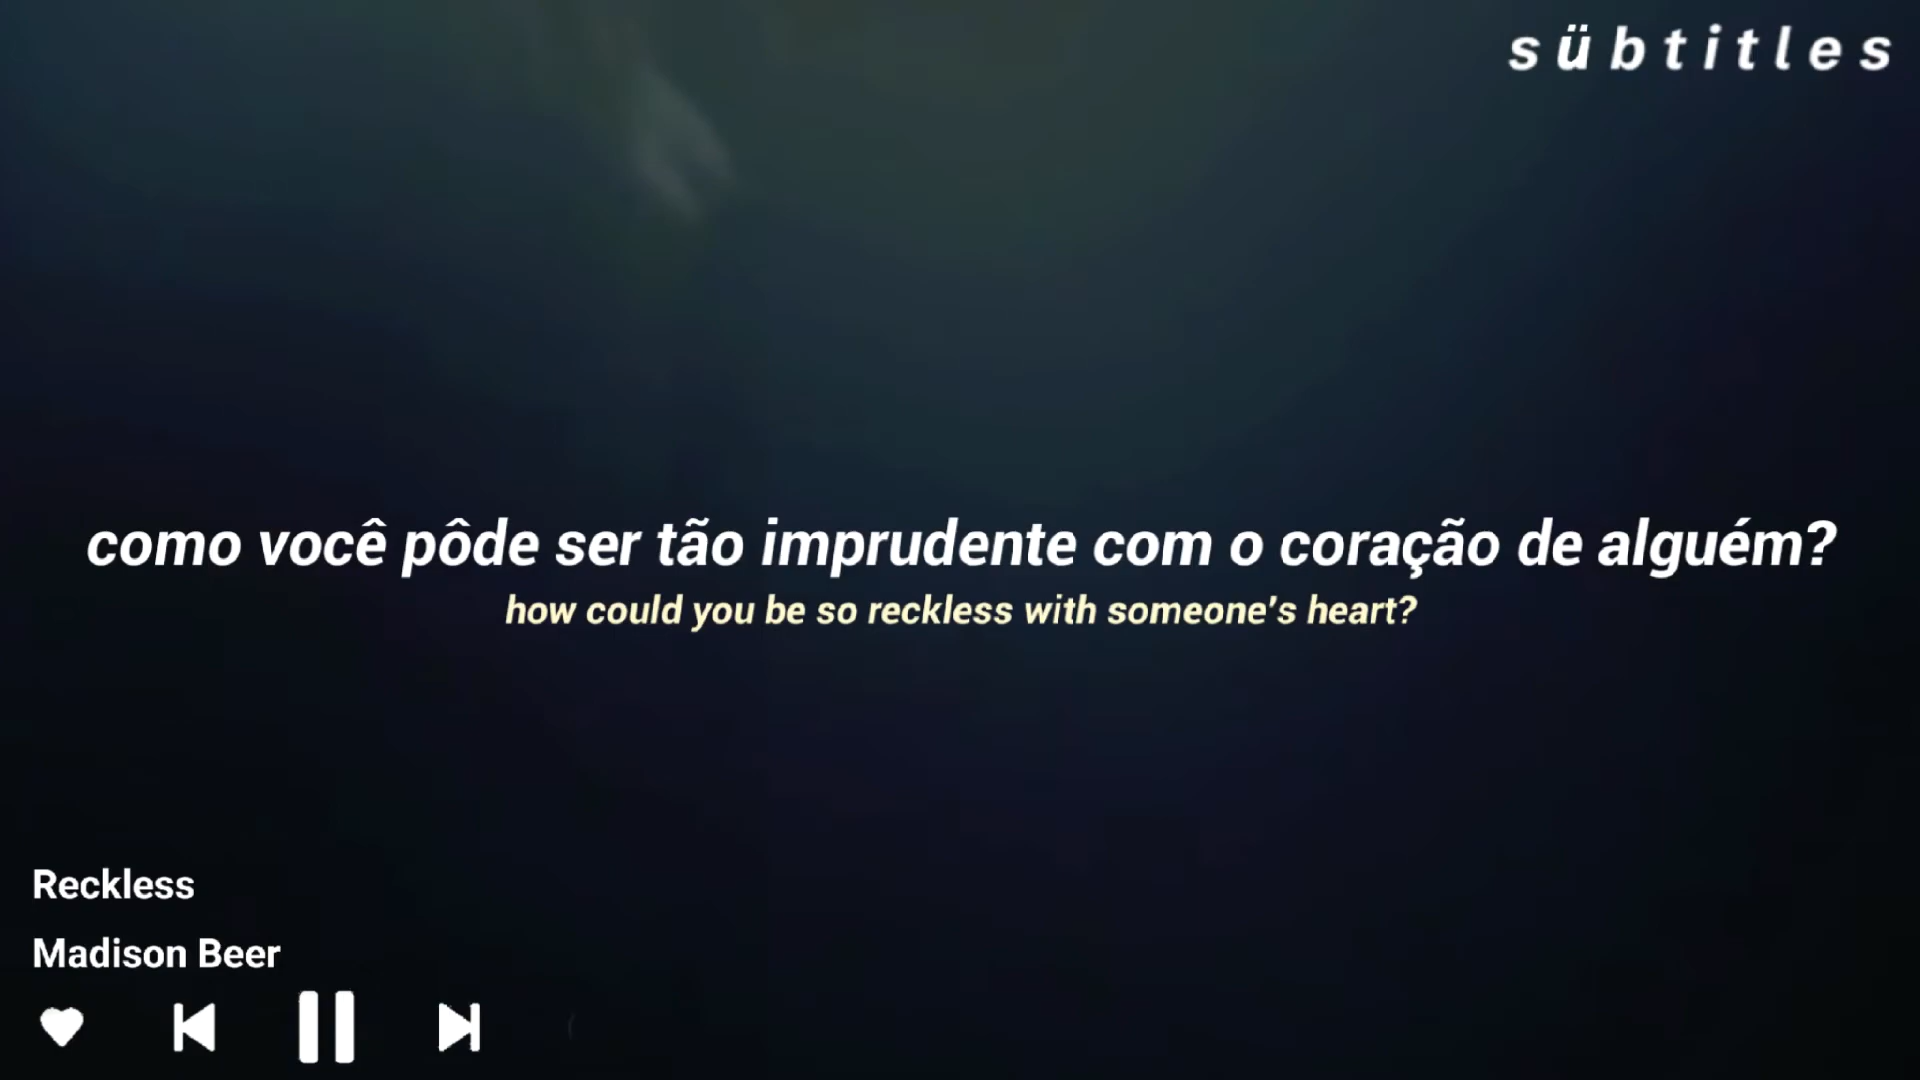 s ü b t i t l e s
como você pôde ser tão imprudente com o coração de alguém?
how could you be so reckless with someone's heart?
Reckless
Madison Beer